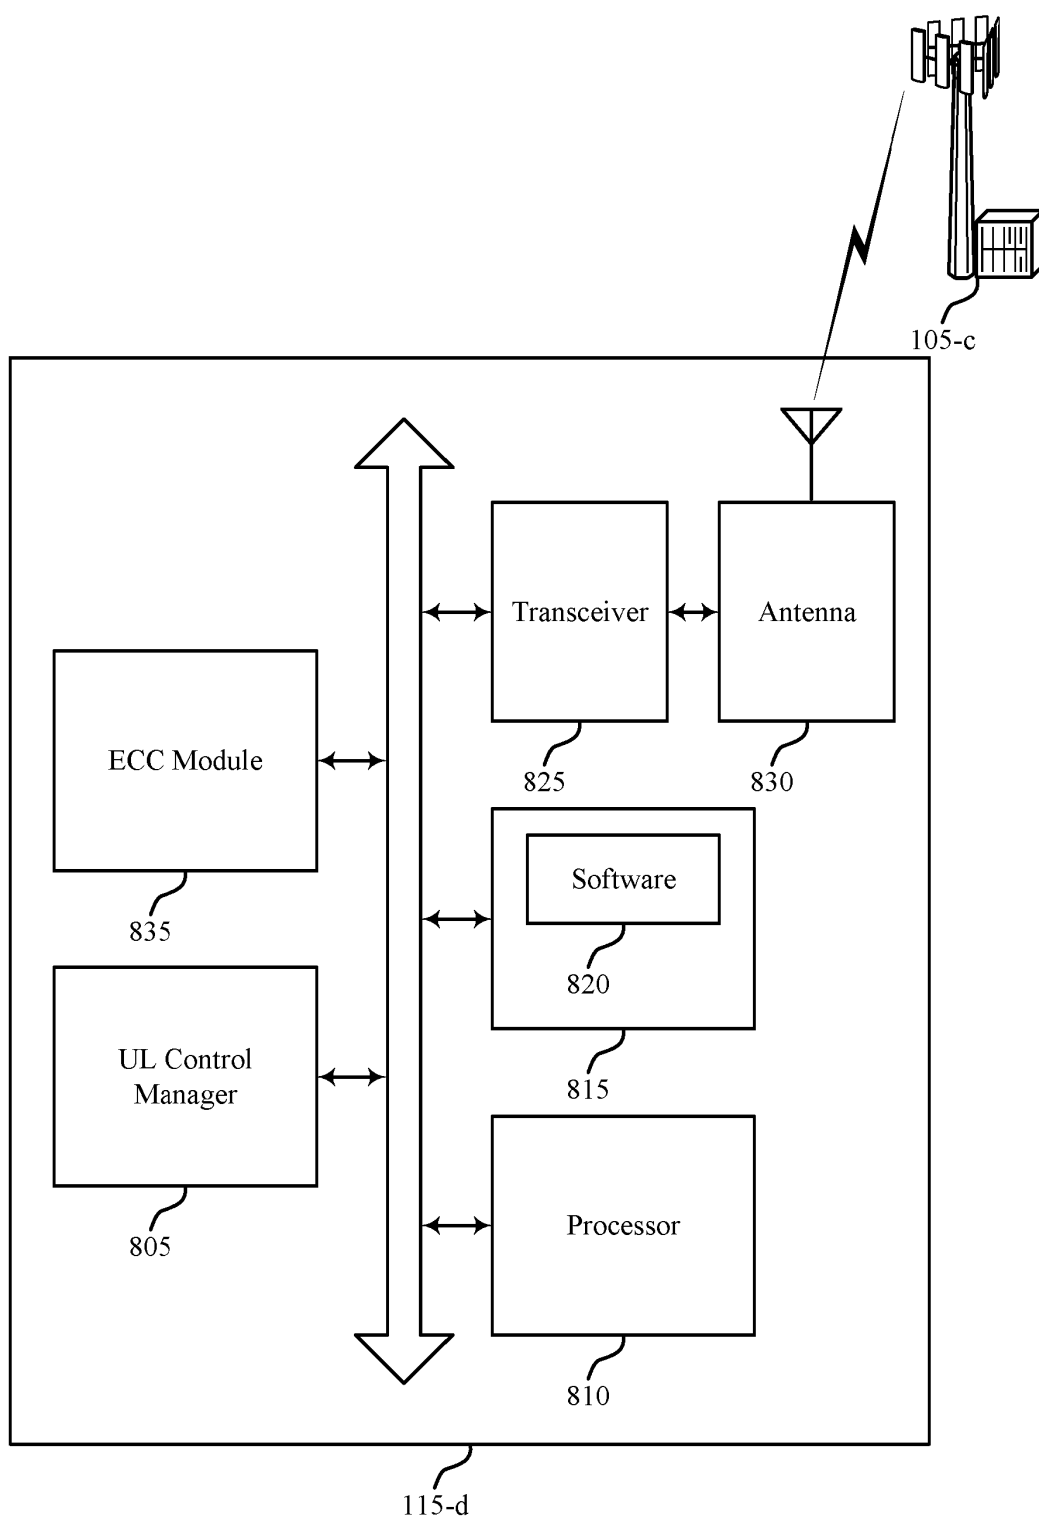 105-c
Transceiver
Antenna
825
830
ECC Module
835
Software
820
815
UL Control
Manager
805
Processor
810
115-d